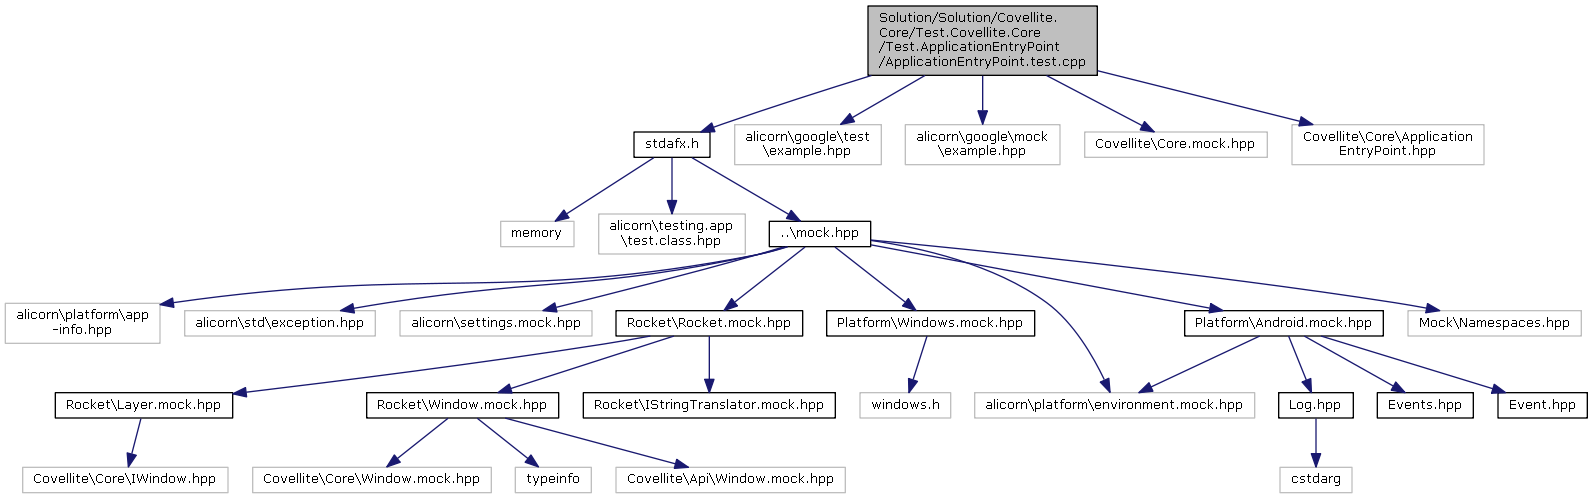 Solution/Solution/Covellite.
Core/Test.Covellite.Core
/Test.ApplicationEntryPoint
/ApplicationEntryPoint.test.cpp
stdafx.h
alicorn\google\test
\example.hpp
alicorn\google\mock
\example.hpp
Covellite\Core.mock.hpp
Covellite\Core\Application
EntryPoint.hpp
memory
alicorn\testing.app
\test.class.hpp
..\mock.hpp
alicorn\platform\app
-info.hpp
alicorn\std\exception.hpp
alicorn\settings.mock.hpp
Rocket\Rocket.mock.hpp
Platform\Windows.mock.hpp
Platform\Android.mock.hpp
Mock\Namespaces.hpp
Rocket\Layer.mock.hpp
Rocket\Window.mock.hpp
Rocket\IStringTranslator.mock.hpp
windows.h
alicorn\platform\environment.mock.hpp
Log.hpp
Events.hpp
Event.hpp
Covellite\Core\IWindow.hpp
Covellite\Core\Window.mock.hpp
typeinfo
Covellite\Api\Window.mock.hpp
cstdarg